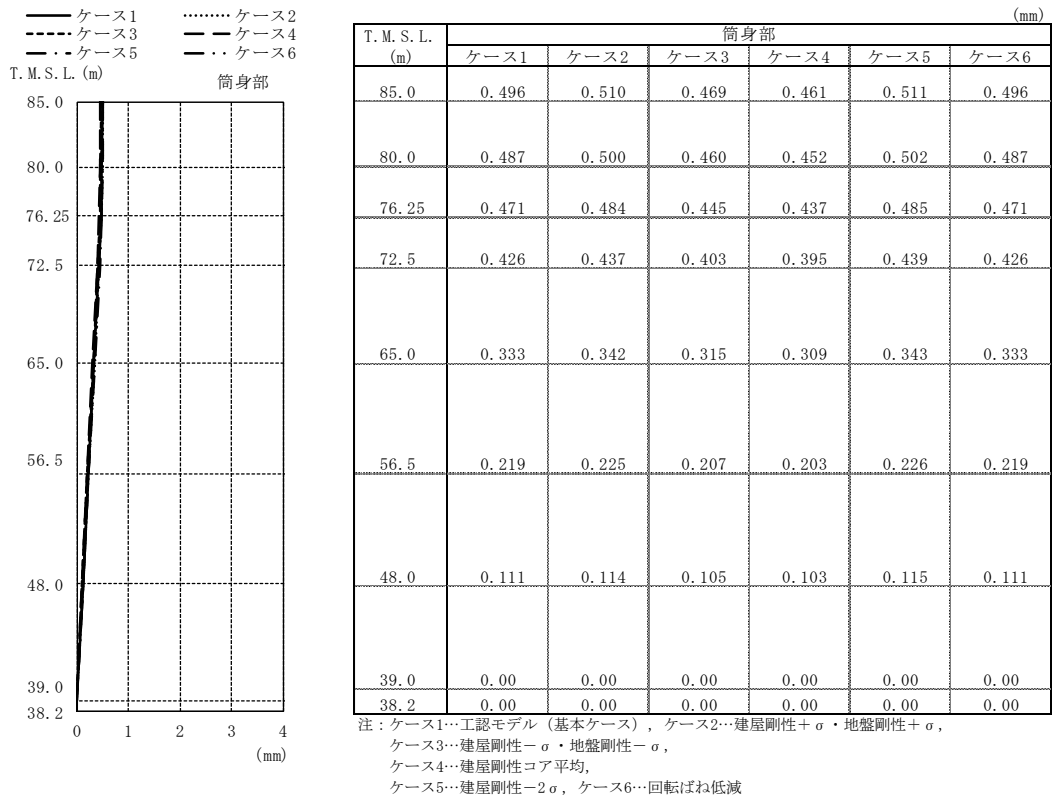 ケース1 ケース2
ケース3 ケース4
ケース5 ケース6
T.M.S.L.(m) 筒身部
85.0
80.0
76.25
72.5
65.0
56.5
48.0
39.0
38.2
0 1 2 3 4
(mm)
(mm)
T.M.S.L. 筒身部
(m) ケース1 ケース2 ケース3 ケース4 ケース5 ケース6
85.0 0.496 0.510 0.469 0.461 0.511 0.496
80.0 0.487 0.500 0.460 0.452 0.502 0.487
76.25 0.471 0.484 0.445 0.437 0.485 0.471
72.5 0.426 0.437 0.403 0.395 0.439 0.426
65.0 0.333 0.342 0.315 0.309 0.343 0.333
56.5 0.219 0.225 0.207 0.203 0.226 0.219
48.0 0.111 0.114 0.105 0.103 0.115 0.111
39.0 0.00 0.00 0.00 0.00 0.00 0.00
38.2 0.00 0.00 0.00 0.00 0.00 0.00
注：ケース1…工認モデル（基本ケース），ケース2…建屋剛性＋σ・地盤剛性＋σ，
ケース3…建屋剛性－σ・地盤剛性－σ，
ケース4…建屋剛性コア平均，
ケース5…建屋剛性－2σ，ケース6…回転ばね低減